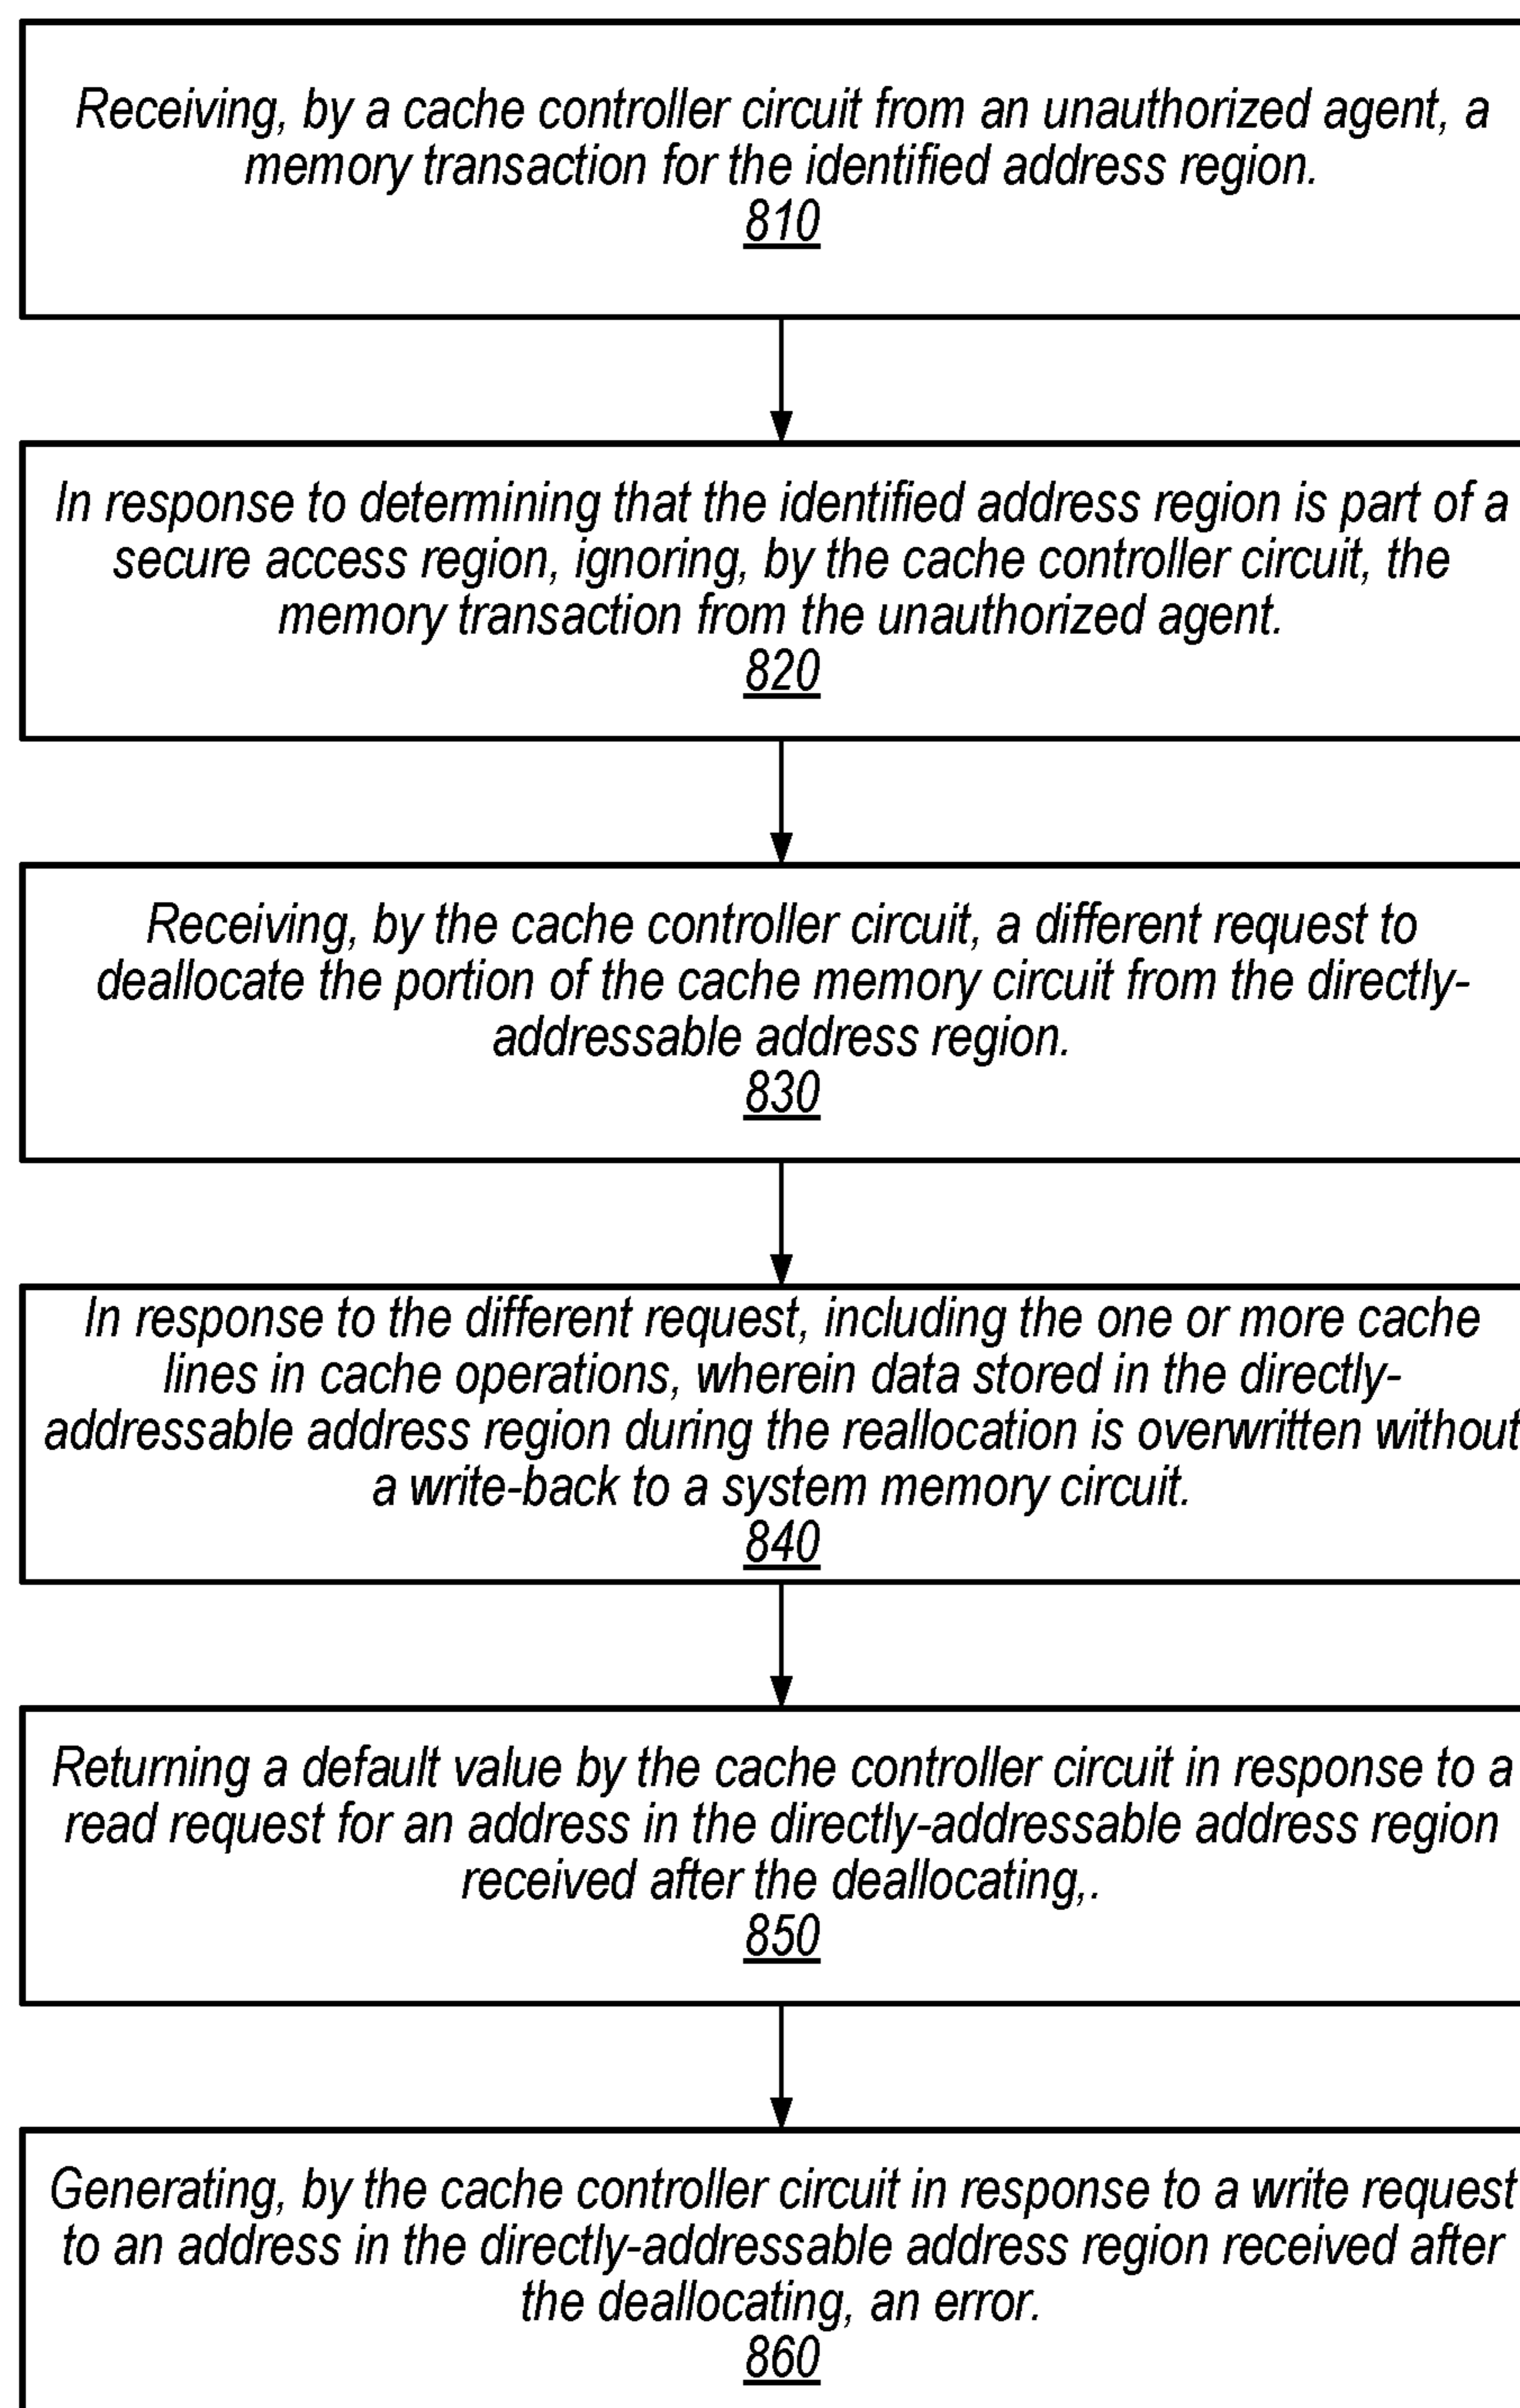 Receiving, by a cache controller circuit from an unauthorized agent, a
memory transaction for the identified address region.
810
In response to determining that the identified address region is part of a
secure access region, ignoring, by the cache controller circuit, the
memory transaction from the unauthorized agent.
820
Receiving, by the cache controller circuit, a different request to
deallocate the portion of the cache memory circuit from the directly-
addressable address region.
830
In response to the different request, including the one or more cache
lines in cache operations, wherein data stored in the directly-
addressable address region during the reallocation is overwritten without
a write-back to a system memory circuit.
840
Returning a default value by the cache controller circuit in response to a
read request for an address in the directly-addressable address region
received after the deallocating,.
850
Generating, by the cache controller circuit in response to a write request
to an address in the directly-addressable address region received after
the deallocating, an error.
860